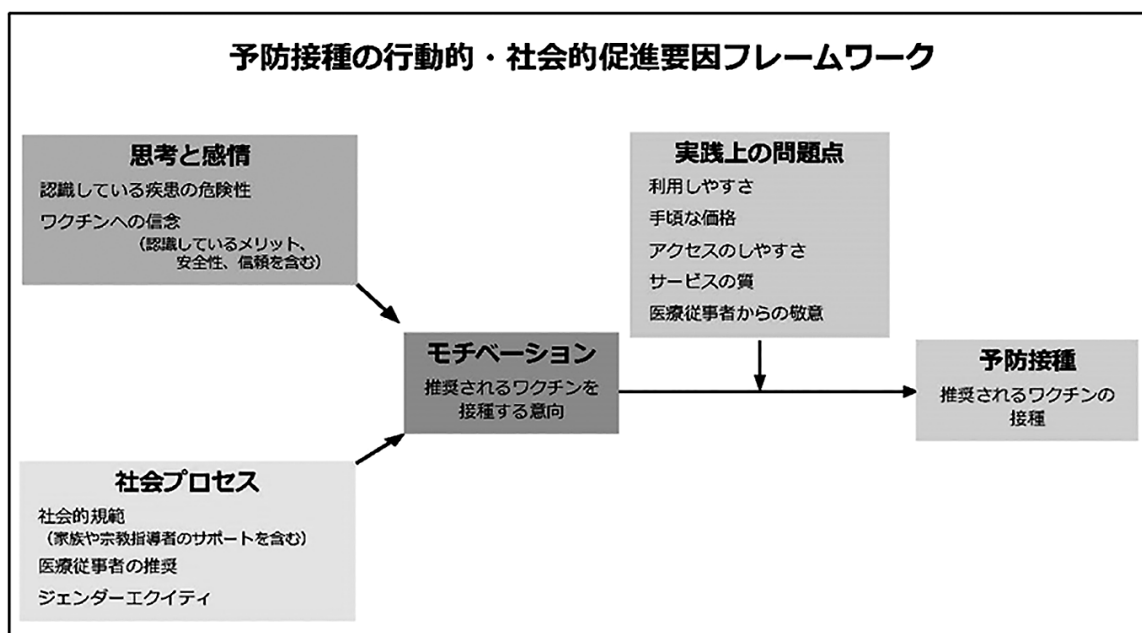 予防接種の行動的・社会的促進要因フレームワーク
思考と感情
認識している疾患の危険性
ワクチンへの信念
（認識しているメリット、
安全性、信頼を含む）
社会プロセス
社会的規範
（家族や宗教指導者のサポートを含む）
医療従事者の推奨
ジェンダーエクイティ
モチベーション
推奨されるワクチンを
接種する意向
実践上の問題点
利用しやすさ
手頃な価格
アクセスのしやすさ
サービスの質
医療従事者からの敬意
予防接種
推奨されるワクチンの
接種